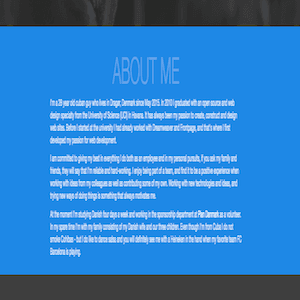 ABOUT ME
I'm a 39 year old cuban guy who lives in Dragør, Denmark since May 2015. In 2010 I graduated with an open source and web
design specialty from the University of Science (UCI) in Havana. It has always been my passion to create, construct and design
web sites. Before I started at the university I had already worked with Dreamweaver and Frontpage, and that's where I first
developed my passion for web development.
I am committed to giving my best in everything I do both as an employee and in my personal pursuits. If you ask my family and
friends, they will say that I'm reliable and hard-working. I enjoy being part of a team, and find it to be a positive experience when
working with ideas from my colleagues as well as contributing some of my own. Working with new technologies and ideas, and
trying new ways of doing things is something that always motivates me.
At the moment I'm studying Danish four days a week and working in the sponsorship department at Plan Danmark as a volunteer.
In my spare time I'm with my family consisting of my Danish wife and our three children. Even though I'm from Cuba I do not
smoke Cohibas - but I do like to dance salsa and you will definitely see me with a Heineken in the hand when my favorite team FC
Barcelona is playing.